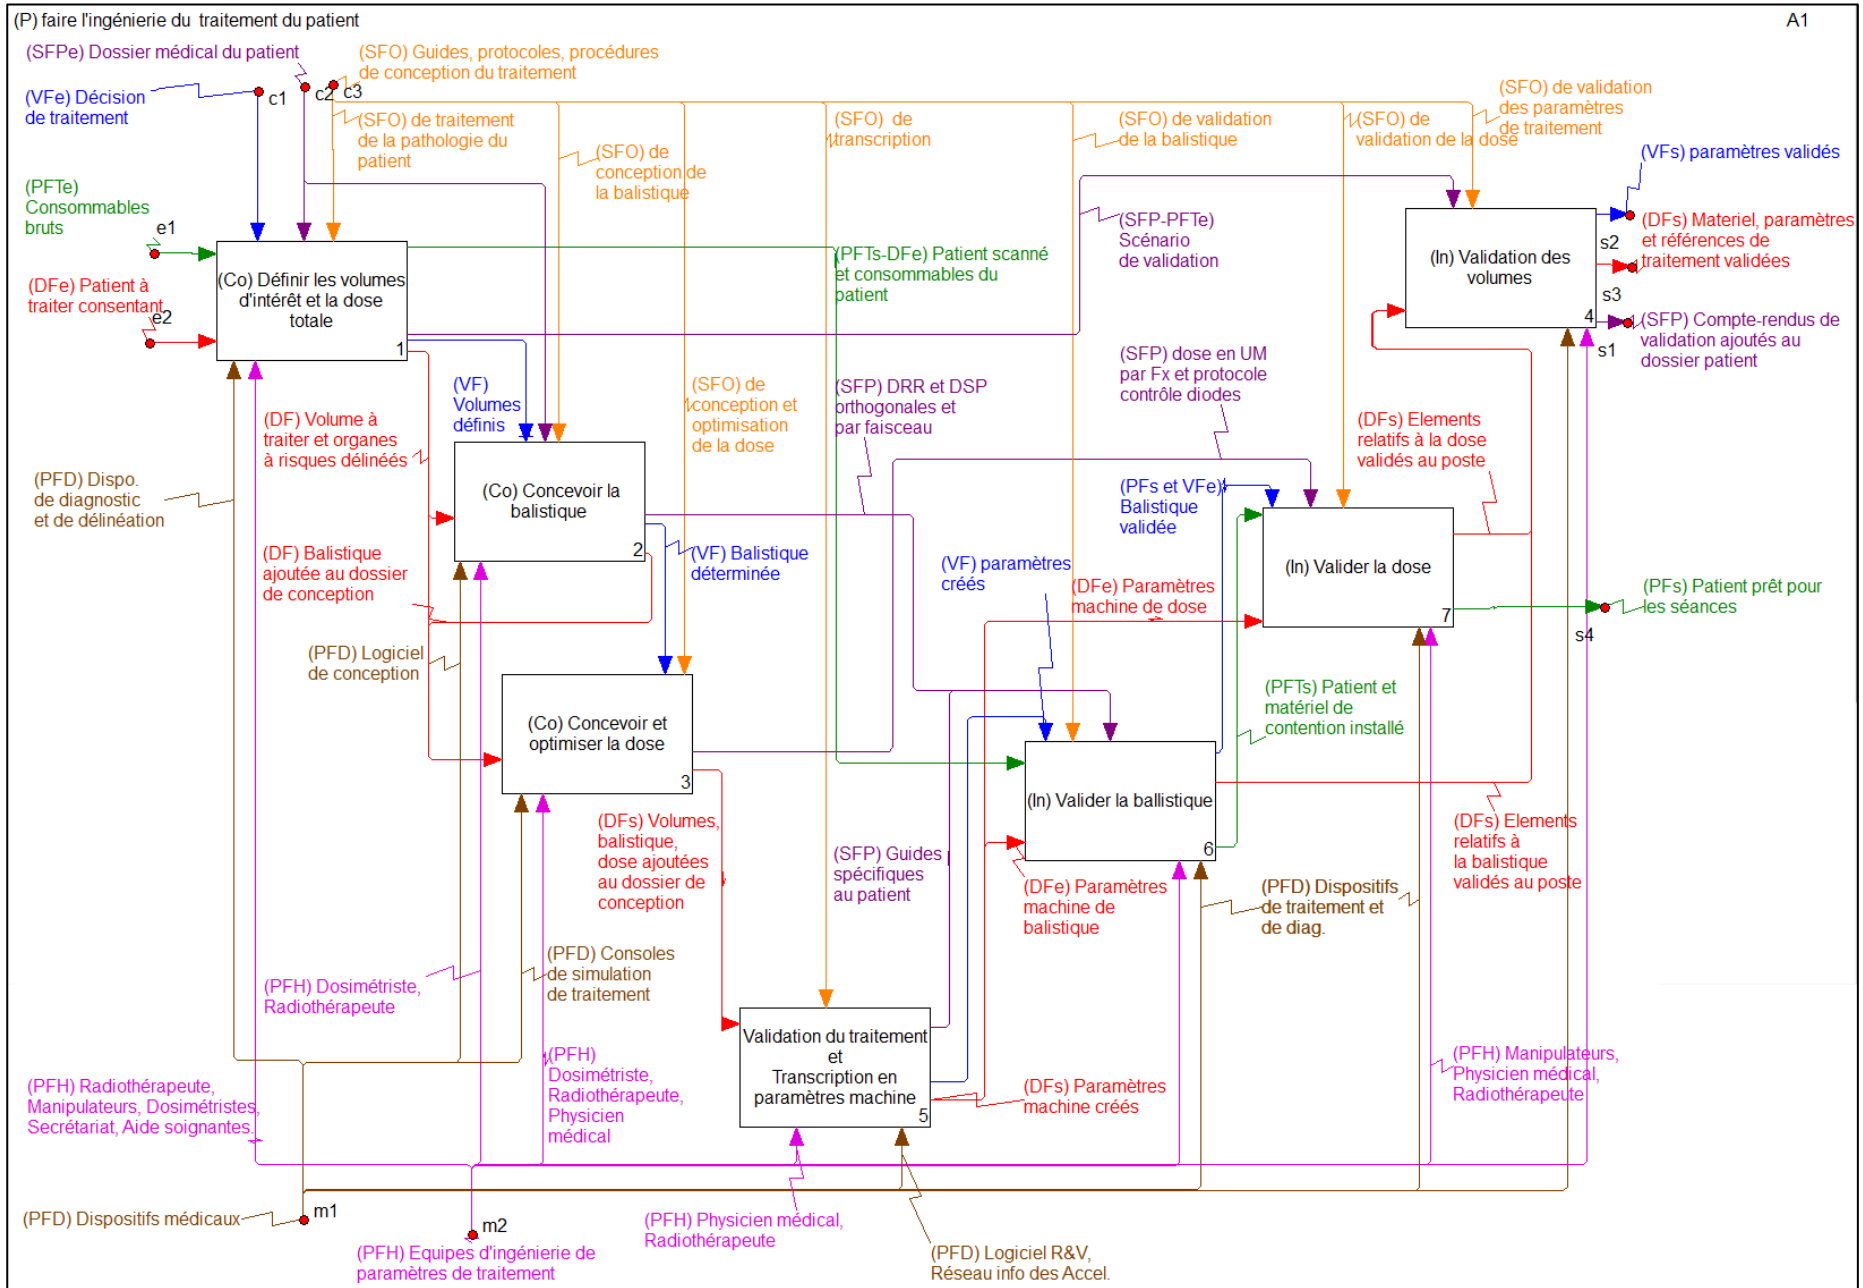 (P) faire l'ingénierie du traitement du patient
A1
(SFPe) Dossier médical du patient
(SFO) Guides, protocoles, procédures
de conception du traitement
(VFe) Décision
de traitement
c1
c2
c3
(SFO) de traitement
de la pathologie du
patient
(SFO) de
conception de
la balistique
(SFO) de
transcription
(SFO) de validation
de la balistique
(SFO) de
validation de la dose
(SFO) de validation
des paramètres
de traitement
(VFs) paramètres validés
(PFTe)
Consommables
bruts
e1
(DFe) Patient à
traiter consentant
e2
(Co) Définir les volumes
d'intérêt et la dose
totale
1
(PFTs-DFe) Patient scanné
et consommables du
patient
(SFP-PFTe)
Scénario
de validation
(In) Validation des
volumes
4
s2
(DFs) Materiel, paramètres
et références de
traitement validées
s3
(SFP) Compte-rendus de
validation ajoutés au
dossier patient
s1
(VF)
Volumes
définis
(SFO) de
conception et
optimisation
de la dose
(SFP) DRR et DSP
orthogonales et
par faisceau
(SFP) dose en UM
par Fx et protocole
contrôle diodes
(DF) Volume à
traiter et organes
à risques délinéés
(DFs) Elements
relatifs à la dose
validés au poste
(PFD) Dispo.
de diagnostic
et de délinéation
(Co) Concevoir la
balistique
2
(PFs et VFe)
Balistique
validée
(DF) Balistique
ajoutée au dossier
de conception
(VF) Balistique
déterminée
(VF) paramètres
créés
(DFe) Paramètres
machine de dose
(In) Valider la dose
7
(PFs) Patient prêt pour
les séances
s4
(PFD) Logiciel
de conception
(Co) Concevoir et
optimiser la dose
3
(PFTs) Patient et
matériel de
contention installé
(In) Valider la ballistique
6
(DFs) Volumes,
balistique,
dose ajoutées
au dossier de
conception
(SFP) Guides
spécifiques
au patient
(DFe) Paramètres
machine de
balistique
(PFD) Dispositifs
de traitement et
de diag.
(DFs) Elements
relatifs à
la balistique
validés au poste
(PFH) Dosimétriste,
Radiothérapeute
(PFD) Consoles
de simulation
de traitement
Validation du traitement
et
Transcription en
paramètres machine
5
(PFH) Radiothérapeute,
Manipulateurs, Dosimétristes,
Secrétariat, Aide soignantes.
(PFH)
Dosimétriste,
Radiothérapeute,
Physicien
médical
(DFs) Paramètres
machine créés
(PFH) Manipulateurs,
Physicien médical,
Radiothérapeute
(PFD) Dispositifs médicaux
m1
m2
(PFH) Equipes d'ingénierie de
paramètres de traitement
(PFH) Physicien médical,
Radiothérapeute
(PFD) Logiciel R&V,
Réseau info des Accel.